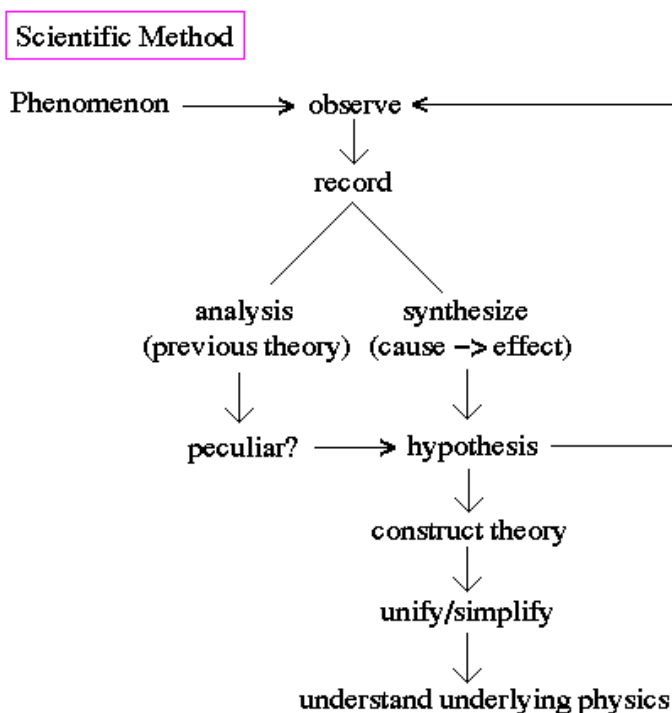 Scientific Method
Phenomenon observe
record
analysis synthesize
(previous theory) (cause -> effect)
peculiar? hypothesis
construct theory
unify/simplify
understand underlying physics